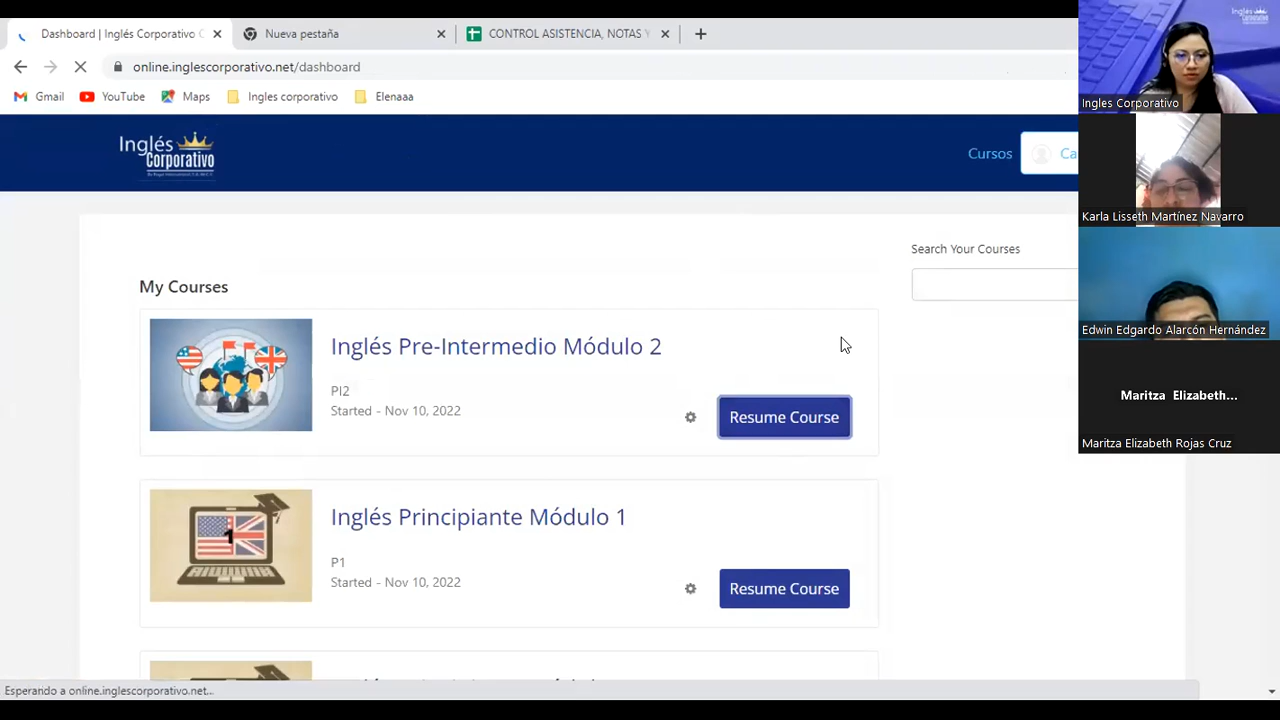 Dashboard | Inglés Corporativo C
Nueva pestaña
CONTROL ASISTENCIA, NOTAS Y
online.inglescorporativo.net/dashboard
Gmail
YouTube
Maps
Ingles corporativo
Elenaaa
Inglés
Corporativo
Cursos
Ca
Search Your Courses
My Courses
Inglés Pre-Intermedio Módulo 2
PI2
Started - Nov 10, 2022
Resume Course
Inglés Principiante Módulo 1
P1
Started - Nov 10, 2022
Resume Course
Esperando a online.inglescorporativo.net...
Inglés
Ingles Corporativo
Karla Lisseth Martínez Navarro
Edwin Edgardo Alarcón Hernández
Maritza Elizabeth...
Maritza Elizabeth Rojas Cruz